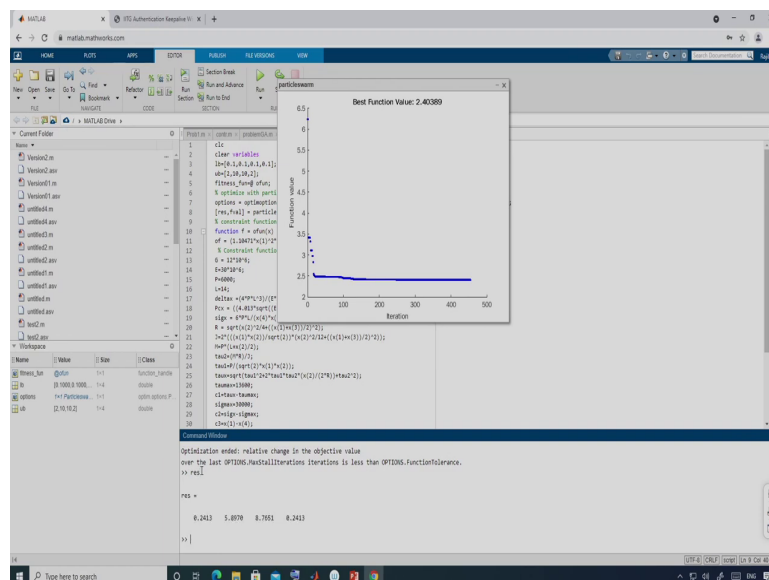 MATLAB
VTG Authentication Keepalive Wi
matlab.mathworks.com
HOME PLOTS APPS EDITOR PUBLISH FILE VERSIONS VIEW
Search Documentation
New Open Save Go To Find Bookmark Refactor
Section Break
Run and Advance
Run Section Run to End Run
FILE NAVIGATE CODE SECTION
MATLAB Drive
Current Folder
Name
Version2.m
Version2.asv
Version01.m
Version01.asv
untitled4.m
untitled4.asv
untitled3.m
untitled2.m
untitled2.asv
untitled1.m
untitled1.asv
untitled.m
untitled.asv
test2.m
test2.asv
Workspace
Name Value Size Class
fitness_fun @ofun 1×1 function_handle
lb [0.1000,0.1000,... 1×4 double
options 1×1 Particleswa... 1×1 optim.options.P...
ub [2,10,10,2] 1×4 double
problemGA.m
1 clc
2 clear variables
3 lb=[0.1,0.1,0.1,0.1];
4 ub=[2,10,10,2];
5 fitness_fun=@ ofun;
6 % optimize with parti
7 options = optimoption
8 [res,fval] = particle
9 % constraint function
10 function f = ofun(x)
11 of = (1.10471*x(1)^2*
12 % Constraint functio
13 G = 12*10^6;
14 E=30*10^6;
15 P=6000;
16 L=14;
17 deltax =(4*P*L^3)/(E*
18 Pcx = ((4.013*sqrt((E
19 sigx = 6*P*L/(x(4)*x(
20 R = sqrt(x(2)^2/4+((x(1)+x(3))/2)^2);
21 J=2*(((x(1)*x(2))/sqrt(2))*(x(2)^2/12+((x(1)+x(3))/2)^2));
22 M=P*(L+x(2)/2);
23 tau2=(M*R)/J;
24 tau1=P/(sqrt(2)*x(1)*x(2));
25 taux=sqrt(tau1^2+2*tau1*tau2*(x(2)/(2*R))+tau2^2);
26 taumax=13600;
27 c1=taux-taumax;
28 sigmax=30000;
29 c2=sigx-sigmax;
30 c3=x(1)-x(4);
particleswarm
Best Function Value: 2.40389
6.5
6
5.5
5
4.5
4
3.5
3
2.5
2
Function value
0 100 200 300 400 500
Iteration
Command Window
Optimization ended: relative change in the objective value
over the last OPTIONS.MaxStallIterations iterations is less than OPTIONS.FunctionTolerance.
>> res
res =
0.2413 5.8970 8.7651 0.2413
>>
UTF-8 CRLF script Ln 9 Col 40
Type here to search
ENG